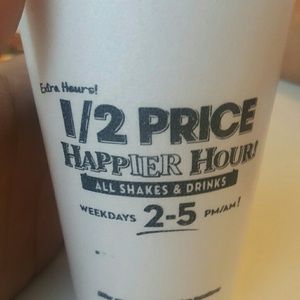 Extra Hours!
1/2 PRICE
HAPPIER HOUR!
ALL SHAKES & DRINKS
WEEKDAYS 2-5 PM/AM!